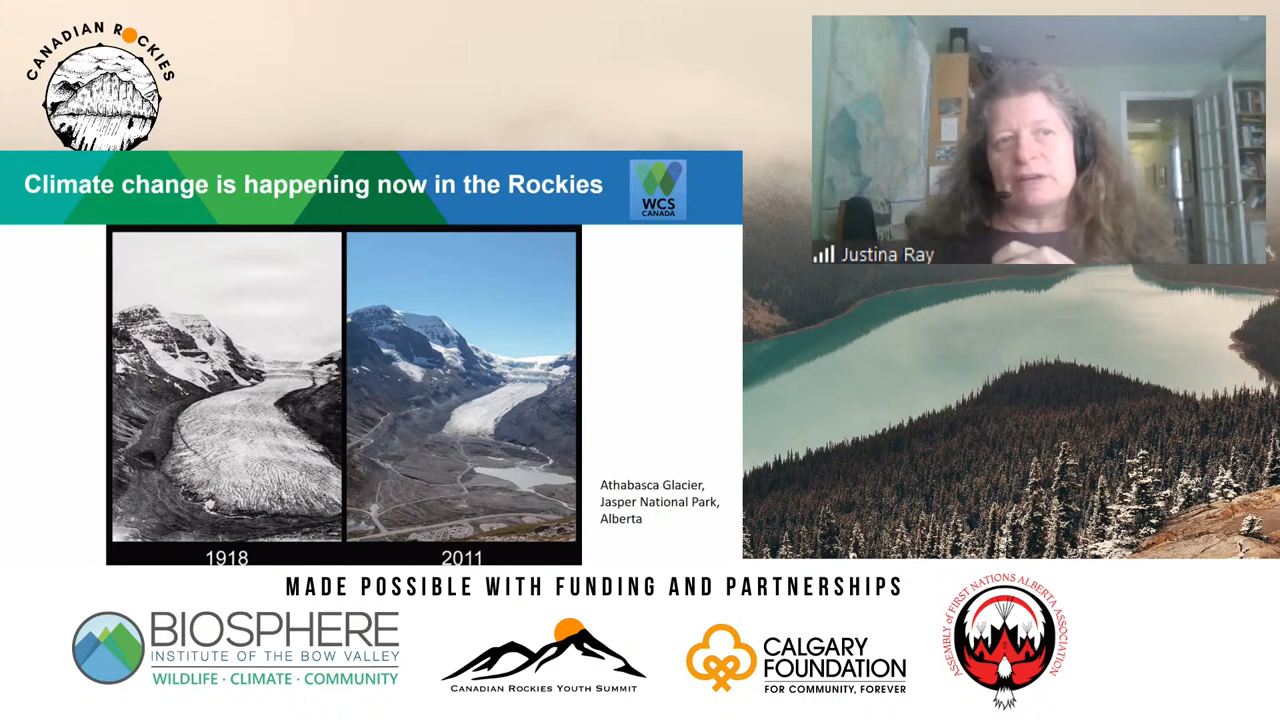 CANADIAN ROCKIES
Climate change is happening now in the Rockies
WCS
CANADA
Justina Ray
Athabasca Glacier,
Jasper National Park,
Alberta
1918
2011
MADE POSSIBLE WITH FUNDING AND PARTNERSHIPS
BIOSPHERE
INSTITUTE OF THE BOW VALLEY
WILDLIFE · CLIMATE · COMMUNITY
CANADIAN ROCKIES YOUTH SUMMIT
CALGARY
FOUNDATION
FOR COMMUNITY, FOREVER
ASSEMBLY of FIRST NATIONS ALBERTA ASSOCIATION